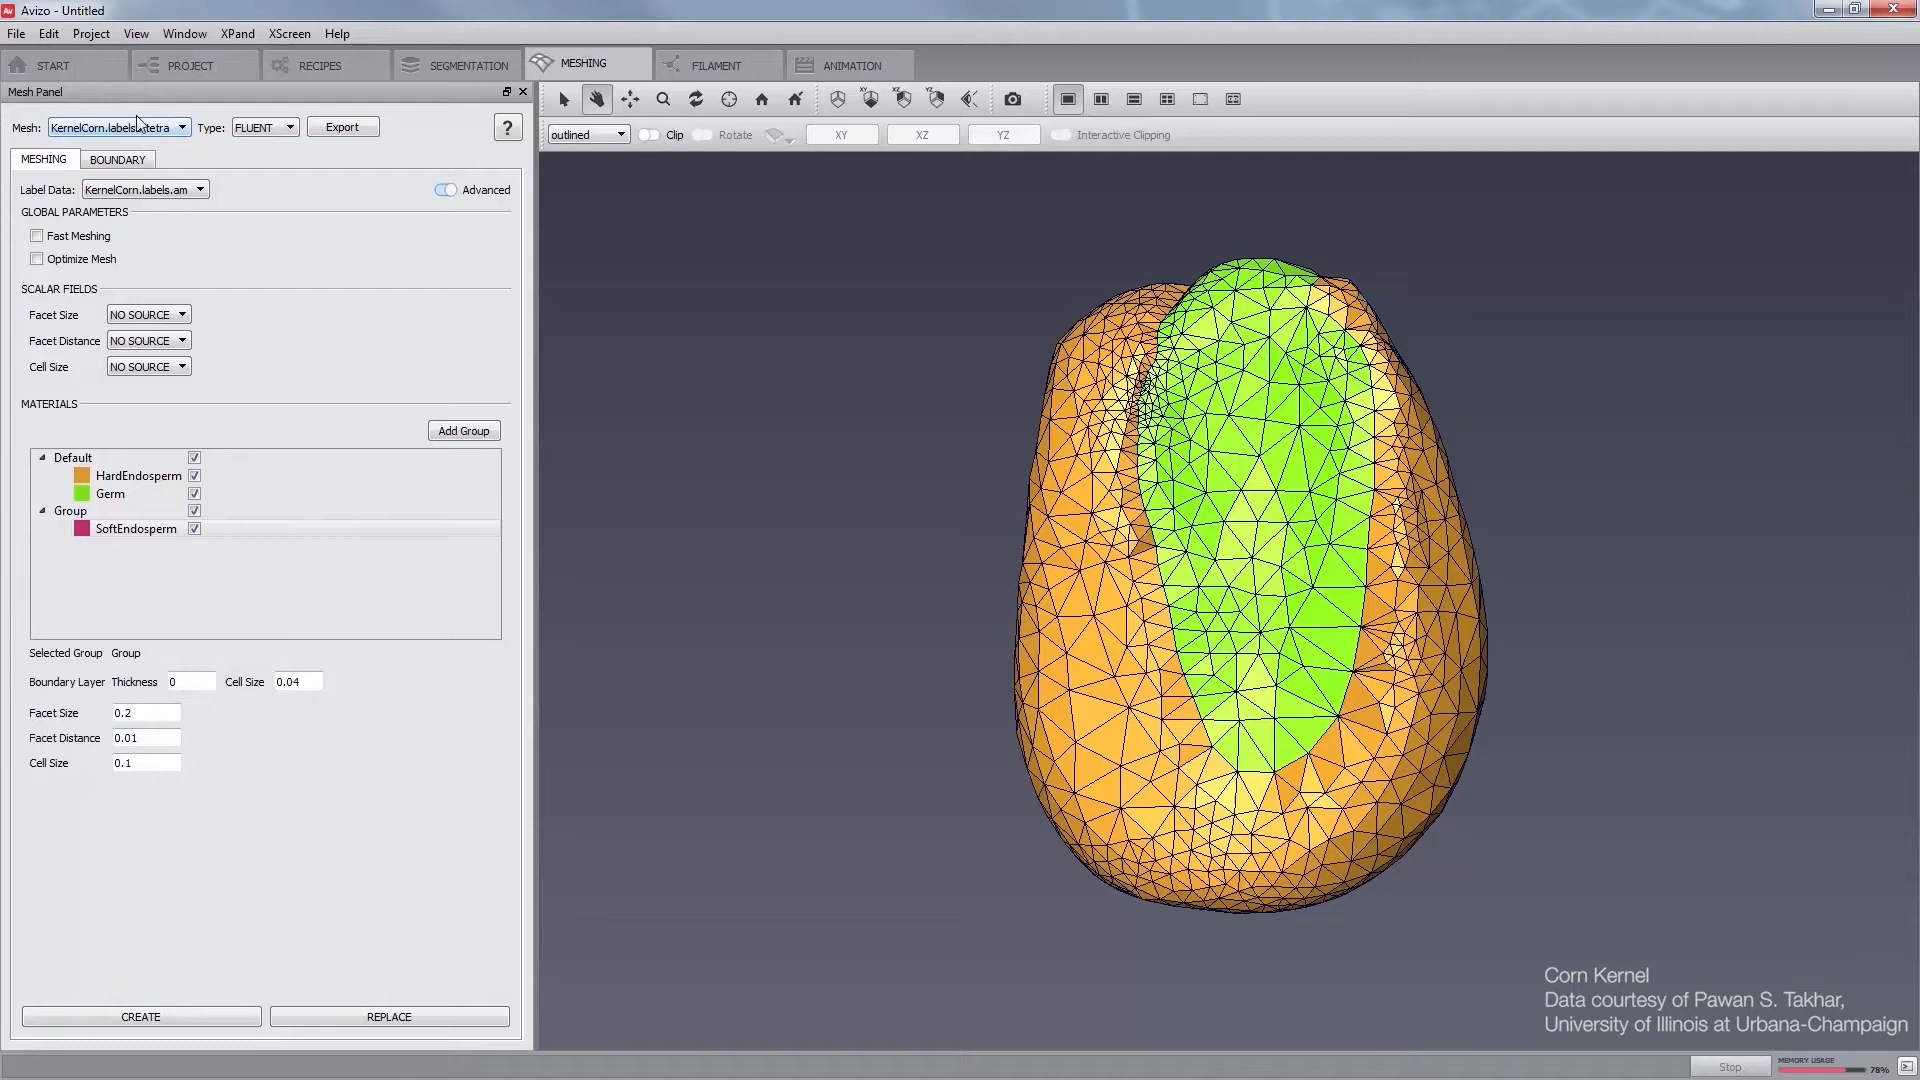 Avizo - Untitled
File Edit Project View Window XPand XScreen Help
START PROJECT RECIPES SEGMENTATION MESHING FILAMENT ANIMATION
Mesh Panel
Mesh: Type: FLUENT Export ?
MESHING BOUNDARY
Label Data: KernelCorn.labels.am Advanced
GLOBAL PARAMETERS
Fast Meshing
Optimize Mesh
SCALAR FIELDS
Facet Size NO SOURCE
Facet Distance NO SOURCE
Cell Size NO SOURCE
MATERIALS
Add Group
Default
HardEndosperm
Germ
Group
SoftEndosperm
Selected Group Group
Boundary Layer Thickness 0 Cell Size 0.04
Facet Size 0.2
Facet Distance 0.01
Cell Size 0.1
CREATE REPLACE
XY XZ YZ
outlined Clip Rotate XY XZ YZ Interactive Clipping
Corn Kernel
Data courtesy of Pawan S. Takhar,
University of Illinois at Urbana-Champaign
Stop MEMORY USAGE 78%